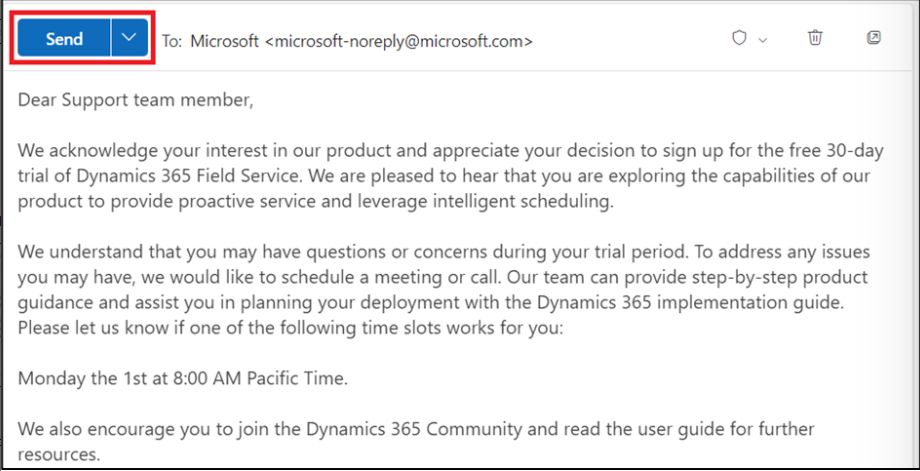 Send To: Microsoft <microsoft-noreply@microsoft.com>
Dear Support team member,
We acknowledge your interest in our product and appreciate your decision to sign up for the free 30-day
trial of Dynamics 365 Field Service. We are pleased to hear that you are exploring the capabilities of our
product to provide proactive service and leverage intelligent scheduling.
We understand that you may have questions or concerns during your trial period. To address any issues
you may have, we would like to schedule a meeting or call. Our team can provide step-by-step product
guidance and assist you in planning your deployment with the Dynamics 365 implementation guide.
Please let us know if one of the following time slots works for you:
Monday the 1st at 8:00 AM Pacific Time.
We also encourage you to join the Dynamics 365 Community and read the user guide for further
resources.